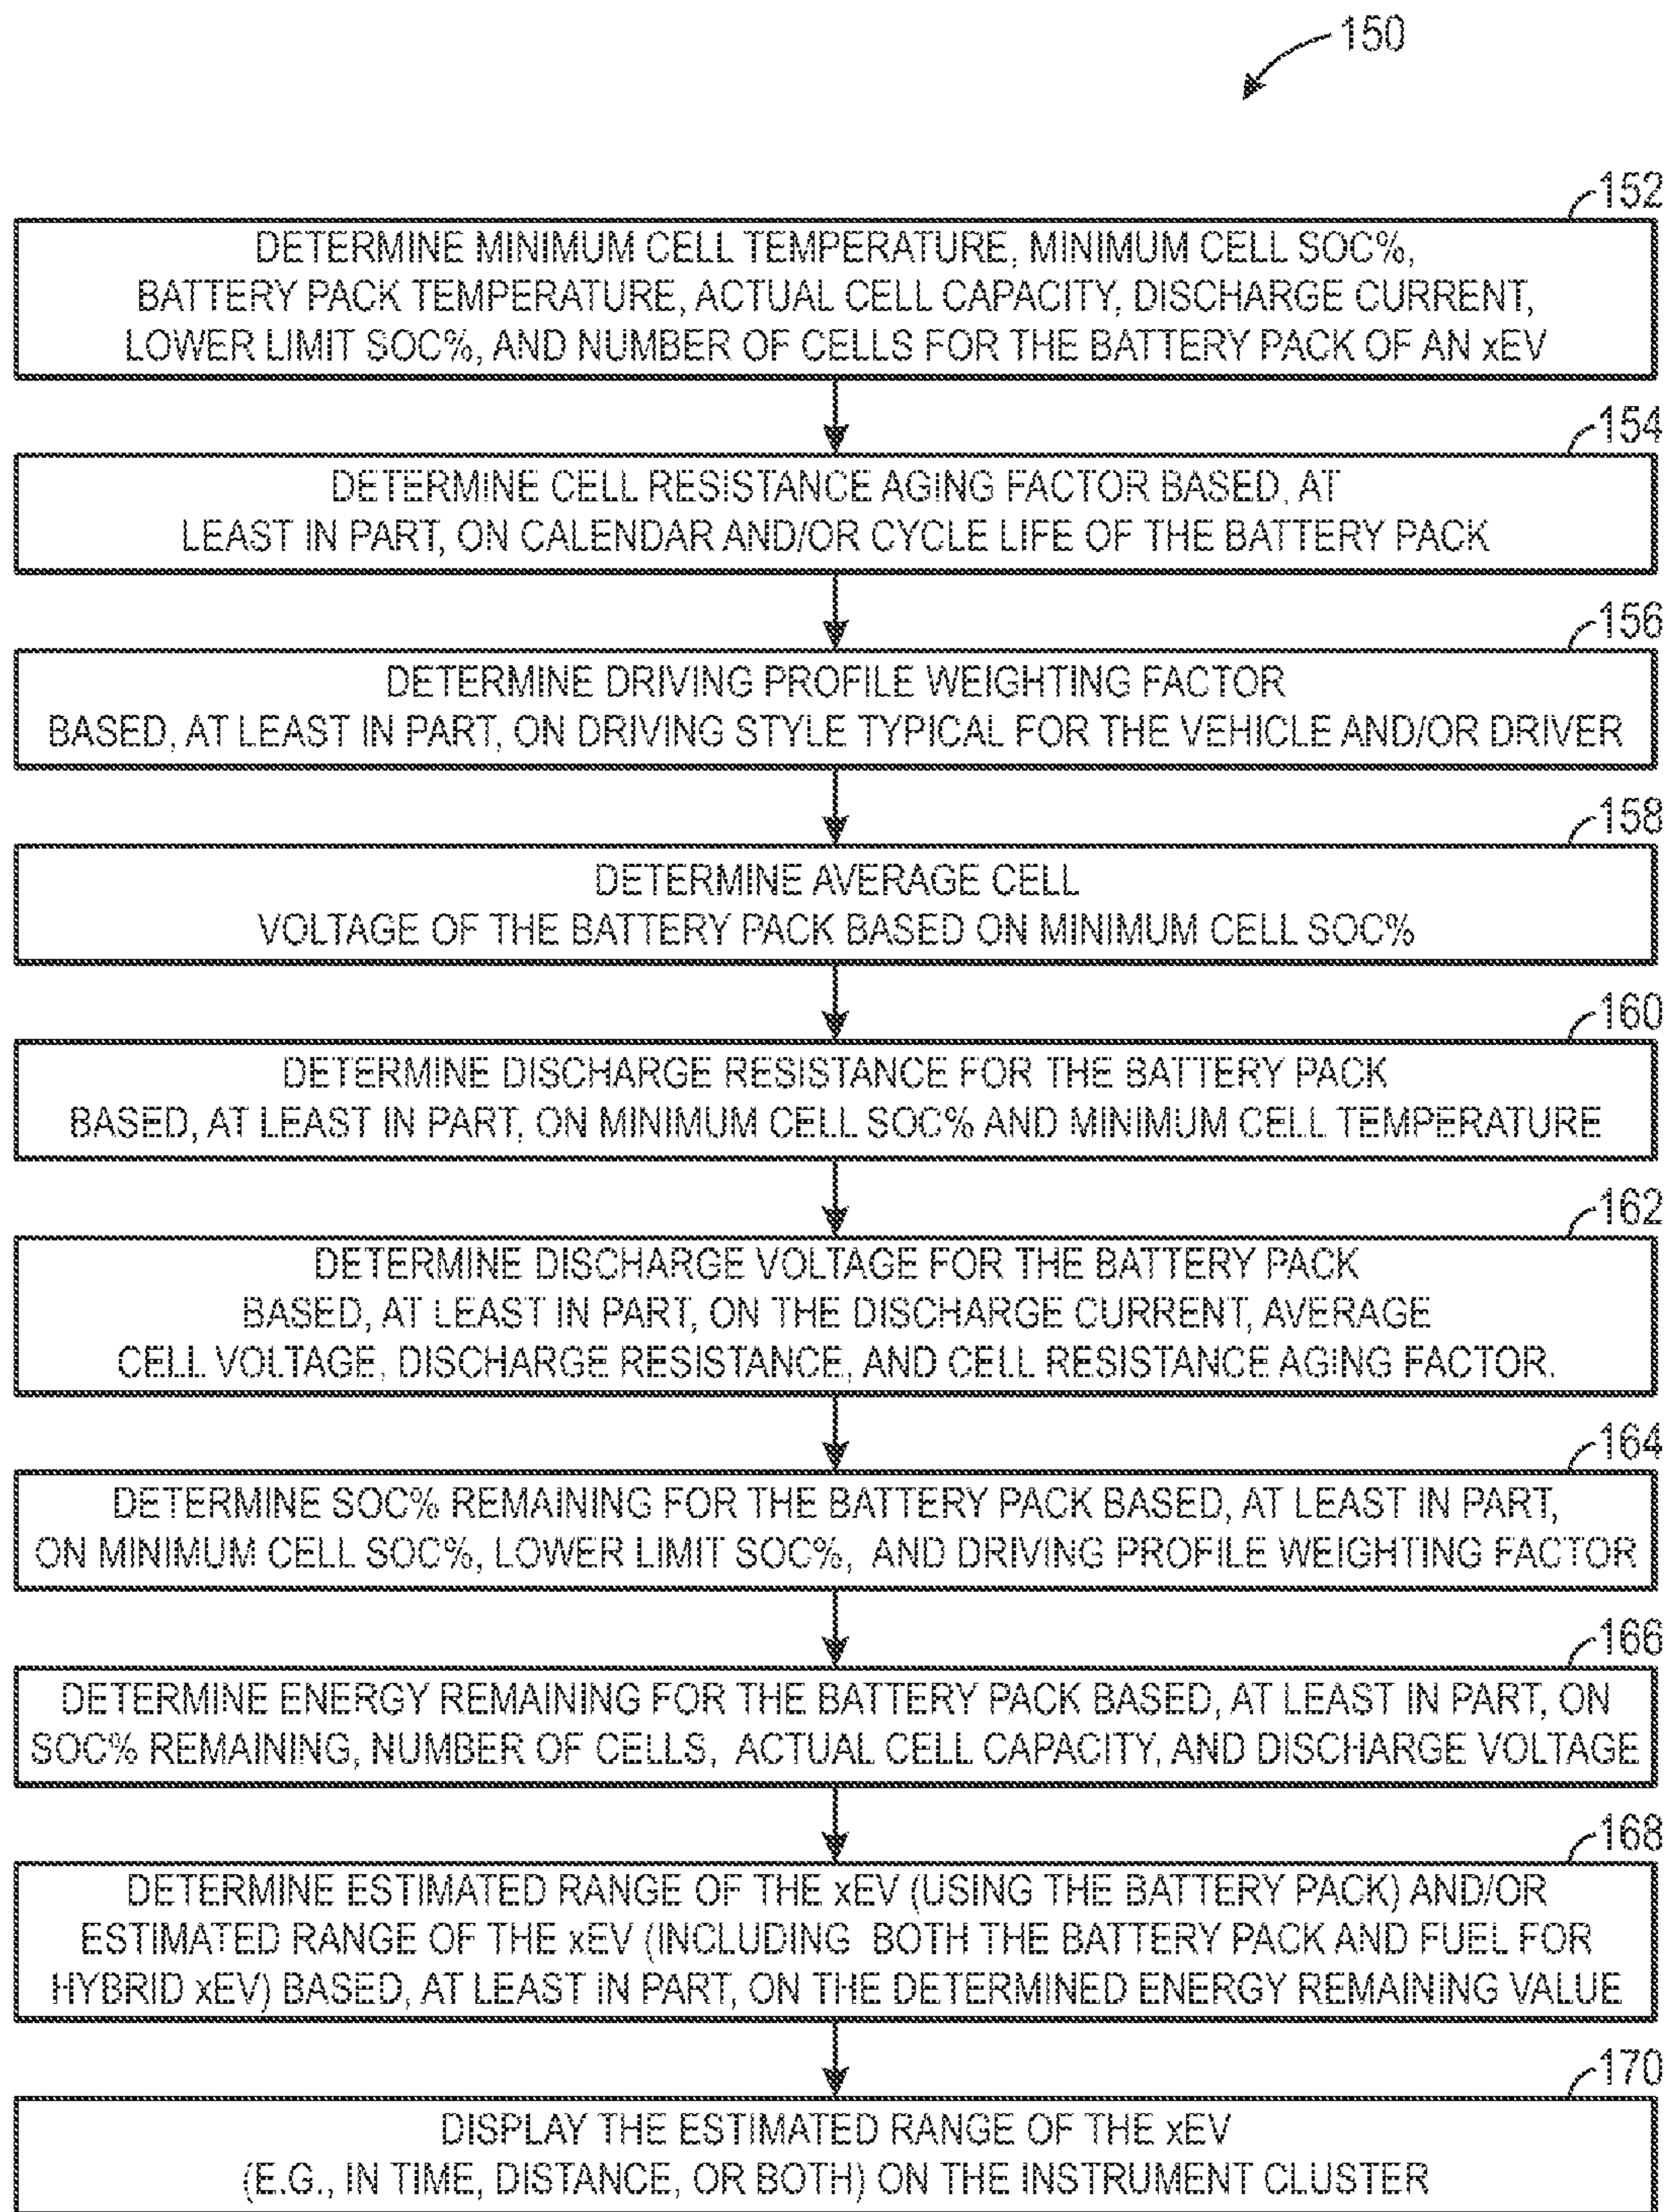 150
152
DETERMINE MINIMUM CELL TEMPERATURE, MINIMUM CELL SOC%,
BATTERY PACK TEMPERATURE, ACTUAL CELL CAPACITY, DISCHARGE CURRENT,
LOWER LIMIT SOC%, AND NUMBER OF CELLS FOR THE BATTERY PACK OF AN xEV
154
DETERMINE CELL RESISTANCE AGING FACTOR BASED, AT
LEAST IN PART, ON CALENDAR AND/OR CYCLE LIFE OF THE BATTERY PACK
156
DETERMINE DRIVING PROFILE WEIGHTING FACTOR
BASED, AT LEAST IN PART, ON DRIVING STYLE TYPICAL FOR THE VEHICLE AND/OR DRIVER
158
DETERMINE AVERAGE CELL
VOLTAGE OF THE BATTERY PACK BASED ON MINIMUM CELL SOC%
160
DETERMINE DISCHARGE RESISTANCE FOR THE BATTERY PACK
BASED, AT LEAST IN PART, ON MINIMUM CELL SOC% AND MINIMUM CELL TEMPERATURE
162
DETERMINE DISCHARGE VOLTAGE FOR THE BATTERY PACK
BASED, AT LEAST IN PART, ON THE DISCHARGE CURRENT, AVERAGE
CELL VOLTAGE, DISCHARGE RESISTANCE, AND CELL RESISTANCE AGING FACTOR.
164
DETERMINE SOC% REMAINING FOR THE BATTERY PACK BASED, AT LEAST IN PART,
ON MINIMUM CELL SOC%, LOWER LIMIT SOC%, AND DRIVING PROFILE WEIGHTING FACTOR
166
DETERMINE ENERGY REMAINING FOR THE BATTERY PACK BASED, AT LEAST IN PART, ON
SOC% REMAINING, NUMBER OF CELLS, ACTUAL CELL CAPACITY, AND DISCHARGE VOLTAGE
168
DETERMINE ESTIMATED RANGE OF THE xEV (USING THE BATTERY PACK) AND/OR
ESTIMATED RANGE OF THE xEV (INCLUDING BOTH THE BATTERY PACK AND FUEL FOR
HYBRID xEV) BASED, AT LEAST IN PART, ON THE DETERMINED ENERGY REMAINING VALUE
170
DISPLAY THE ESTIMATED RANGE OF THE xEV
(E.G., IN TIME, DISTANCE, OR BOTH) ON THE INSTRUMENT CLUSTER